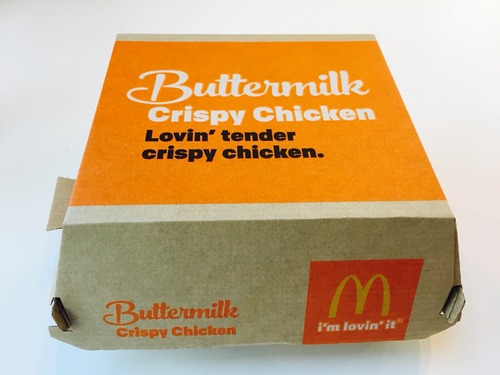 Buttermilk
Crispy Chicken
Lovin' tender
crispy chicken.
Buttermilk
Crispy Chicken
i'm lovin' it®